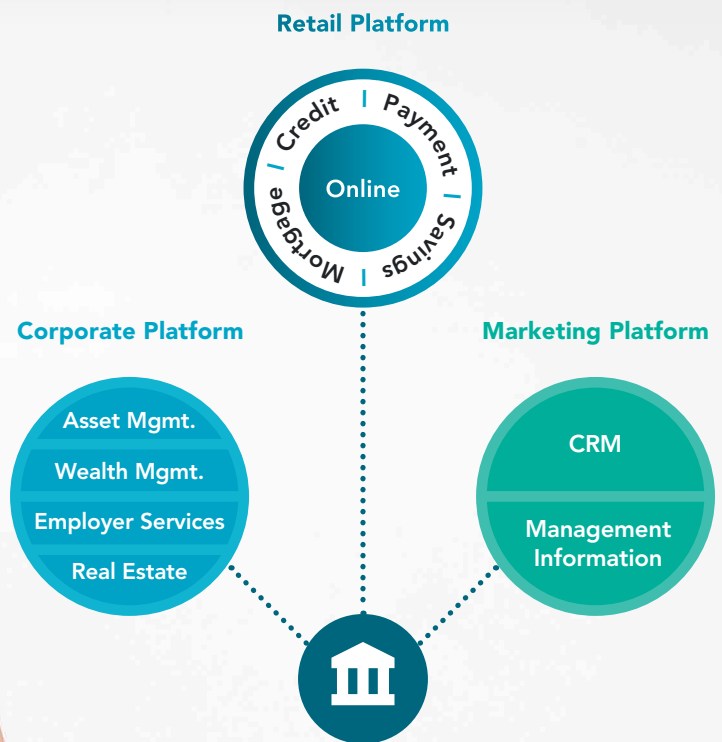 Retail Platform
Credit | Payment | Savings | Mortgage |
Online
Corporate Platform
Asset Mgmt.
Wealth Mgmt.
Employer Services
Real Estate
Marketing Platform
CRM
Management
Information